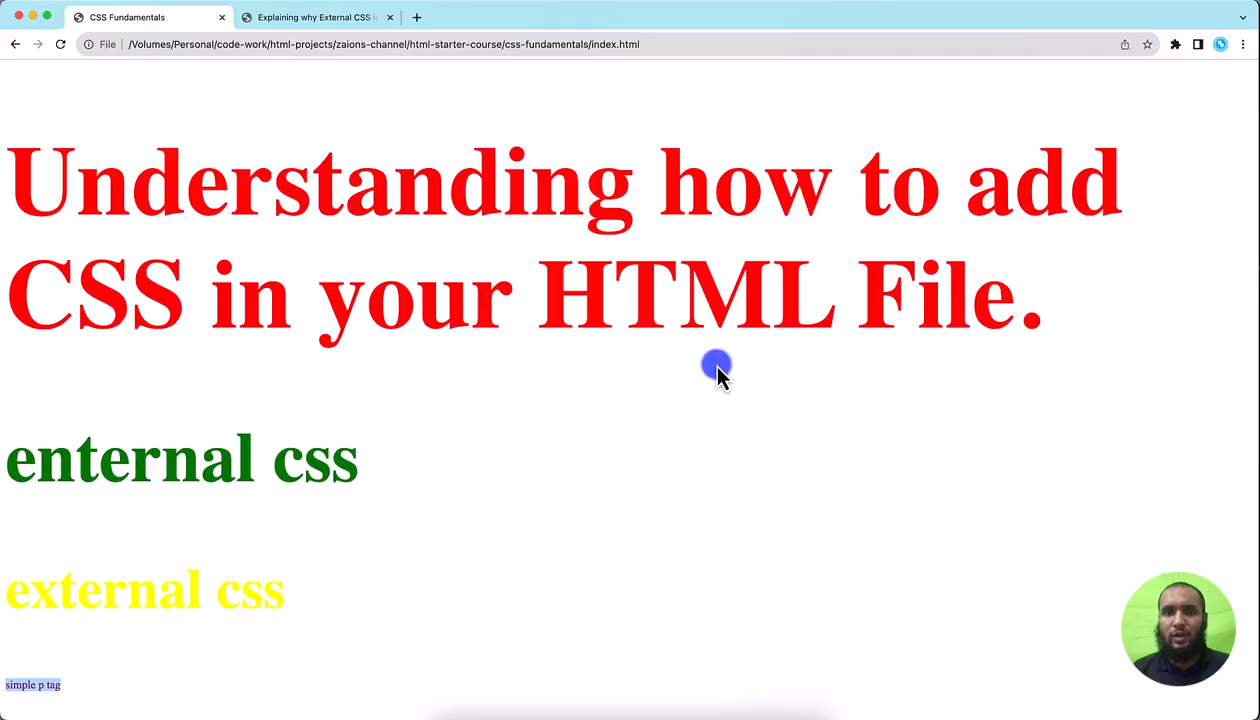 CSS Fundamentals
Explaining why External CSS i
File
/Volumes/Personal/code-work/html-projects/zaions-channel/html-starter-course/css-fundamentals/index.html
Understanding how to add
CSS in your HTML File.
enternal css
external css
simple p tag